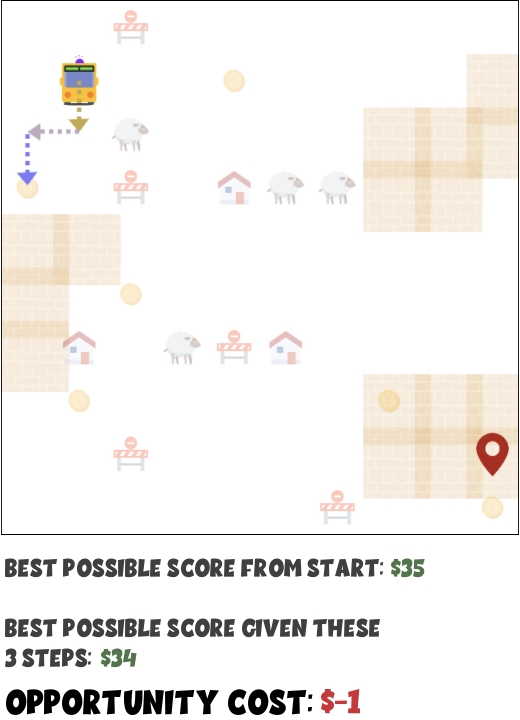 BEST POSSIBLE SCORE FROM START: $35
BEST POSSIBLE SCORE GIVEN THESE
3 STEPS: $34
OPPORTUNITY COST: $-1